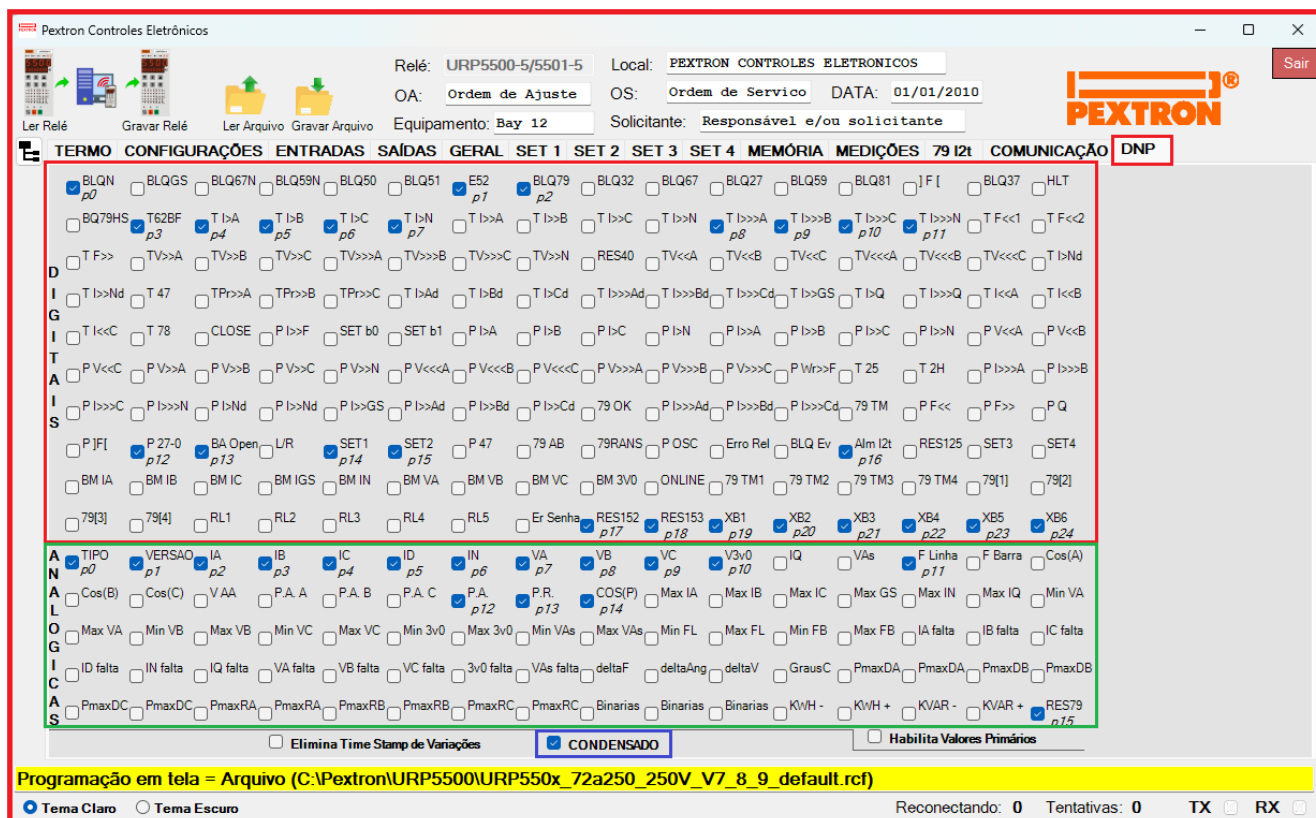 PEXTRON Pextron Controles Eletrônicos
Relé: URP5500-5/5501-5 Local: PEXTRON CONTROLES ELETRONICOS Sair
OA: Ordem de Ajuste OS: Ordem de Servico DATA: 01/01/2010
Ler Relé Gravar Relé Ler Arquivo Gravar Arquivo Equipamento: Bay 12 Solicitante: Responsável e/ou solicitante PEXTRON ®
TERMO CONFIGURAÇÕES ENTRADAS SAÍDAS GERAL SET 1 SET 2 SET 3 SET 4 MEMÓRIA MEDIÇÕES 79 I2t COMUNICAÇÃO DNP
DIGITAIS
BLQN BLQGS BLQ67N BLQ59N BLQ50 BLQ51 E52 BLQ79 BLQ32 BLQ67 BLQ27 BLQ59 BLQ81 ]F[ BLQ37 HLT
p0 p1 p2
BQ79HS T62BF T I>A T I>B T I>C T I>N T I>>A T I>>B T I>>C T I>>N T I>>>A T I>>>B T I>>>C T I>>>N T F<<1 T F<<2
p3 p4 p5 p6 p7 p8 p9 p10 p11
T F>> TV>>A TV>>B TV>>C TV>>>A TV>>>B TV>>>C TV>>N RES40 TV<<A TV<<B TV<<C TV<<<A TV<<<B TV<<<C T I>Nd
T I>>Nd T 47 TPr>>A TPr>>B TPr>>C T I>Ad T I>Bd T I>Cd T I>>>Ad T I>>>Bd T I>>>Cd T I>>GS T I>Q T I>>>Q T I<<A T I<<B
T I<<C T 78 CLOSE P I>>F SET b0 SET b1 P I>A P I>B P I>C P I>N P I>>A P I>>B P I>>C P I>>N P V<<A P V<<B
P V<<C P V>>A P V>>B P V>>C P V>>N P V<<<A P V<<<B P V<<<C P V>>>A P V>>>B P V>>>C P Wr>>F T 25 T 2H P I>>>A P I>>>B
P I>>>C P I>>>N P I>Nd P I>>Nd P I>>GS P I>>Ad P I>>Bd P I>>Cd 79 OK P I>>>Ad P I>>>Bd P I>>>Cd 79 TM P F<< P F>> P Q
P ]F[ P 27-0 BA Open L/R SET1 SET2 P 47 79 AB 79RANS P OSC Erro Rel BLQ Ev Alm I2t RES125 SET3 SET4
p12 p13 p14 p15 p16
BM IA BM IB BM IC BM IGS BM IN BM VA BM VB BM VC BM 3V0 ONLINE 79 TM1 79 TM2 79 TM3 79 TM4 79[1] 79[2]
79[3] 79[4] RL1 RL2 RL3 RL4 RL5 Er Senha RES152 RES153 XB1 XB2 XB3 XB4 XB5 XB6
p17 p18 p19 p20 p21 p22 p23 p24
ANALOGICAS
TIPO VERSAO IA IB IC ID IN VA VB VC V3v0 IQ VAs F Linha F Barra Cos(A)
p0 p1 p2 p3 p4 p5 p6 p7 p8 p9 p10 p11
Cos(B) Cos(C) V AA P.A. A P.A. B P.A. C P.A. P.R. COS(P) Max IA Max IB Max IC Max GS Max IN Max IQ Min VA
p12 p13 p14
Max VA Min VB Max VB Min VC Max VC Min 3v0 Max 3v0 Min VAs Max VAs Min FL Max FL Min FB Max FB IA falta IB falta IC falta
ID falta IN falta IQ falta VA falta VB falta VC falta 3v0 falta VAs falta deltaF deltaAng deltaV GrausC PmaxDA PmaxDA PmaxDB PmaxDB
PmaxDC PmaxDC PmaxRA PmaxRA PmaxRB PmaxRB PmaxRC PmaxRC Binarias Binarias Binarias KWH - KWH + KVAR - KVAR + RES79
p15
Elimina Time Stamp de Variações CONDENSADO Habilita Valores Primários
Programação em tela = Arquivo (C:\Pextron\URP5500\URP550x_72a250_250V_V7_8_9_default.rcf)
Tema Claro Tema Escuro Reconectando: 0 Tentativas: 0 TX RX